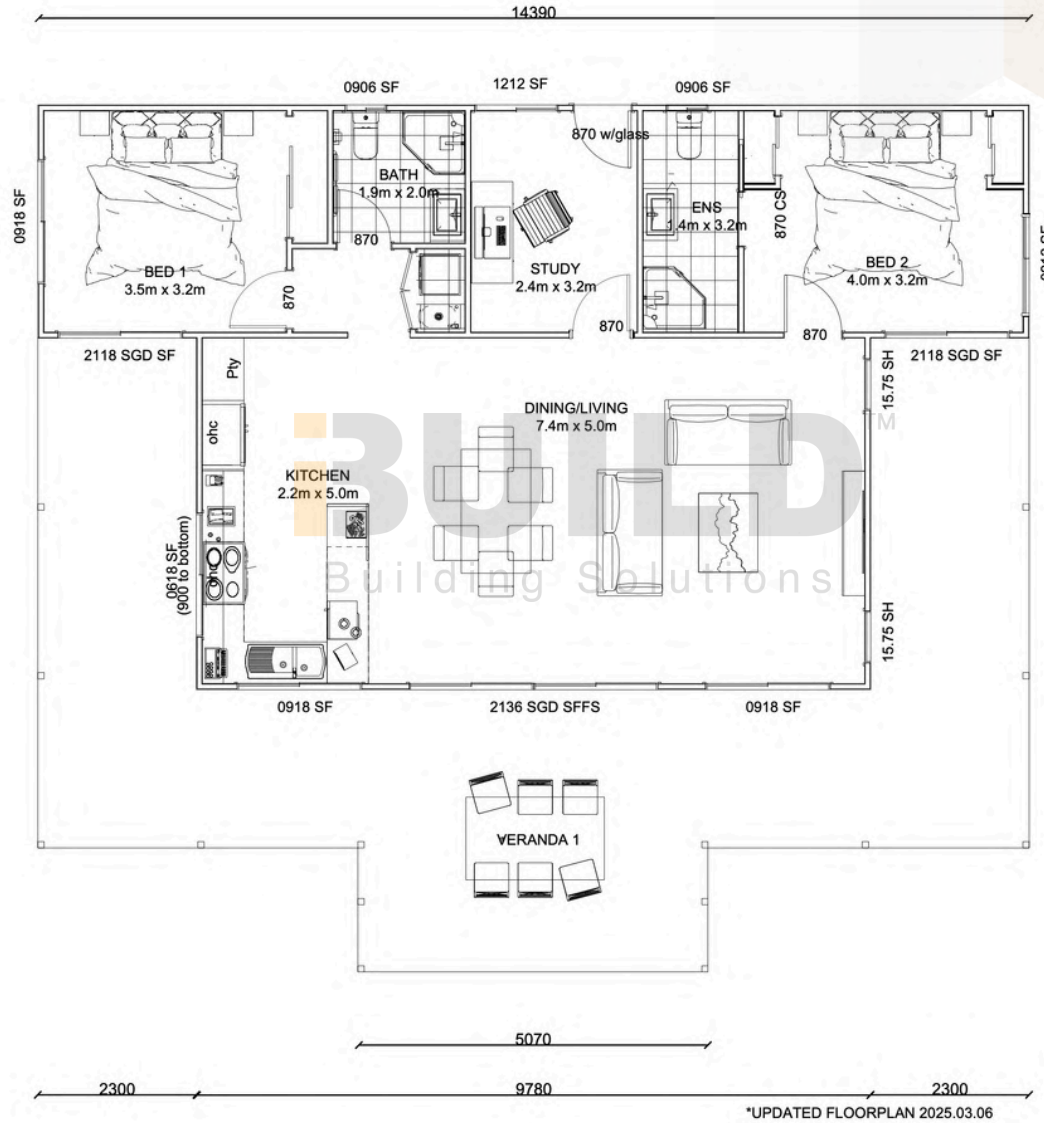 14390
0906 SF
1212 SF
0906 SF
870 w/glass
BATH
1.9m x 2.0m
870
0918 SF
BED 1
3.5m x 3.2m
870
STUDY
2.4m x 3.2m
870
ENS
1.4m x 3.2m
870 CS
BED 2
4.0m x 3.2m
870
2118 SGD SF
2118 SGD SF
Pty
ohc
15.75 SH
DINING/LIVING
7.4m x 5.0m
KITCHEN
2.2m x 5.0m
iBUILD
TM
Building Solutions
0618 SF
(900 to bottom)
ohc
15.75 SH
0918 SF
2136 SGD SFFS
0918 SF
VERANDA 1
5070
2300
9780
2300
*UPDATED FLOORPLAN 2025.03.06